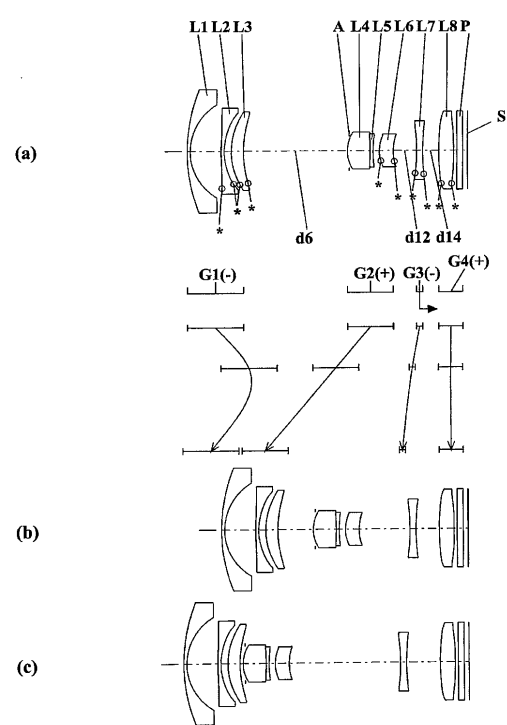 L1 L2 L3 A L4 L5 L6 L7 L8 P
S
(a)
* * * * * * * * *
d6 d12 d14
G1(-) G2(+) G3(-) G4(+)
(b)
(c)